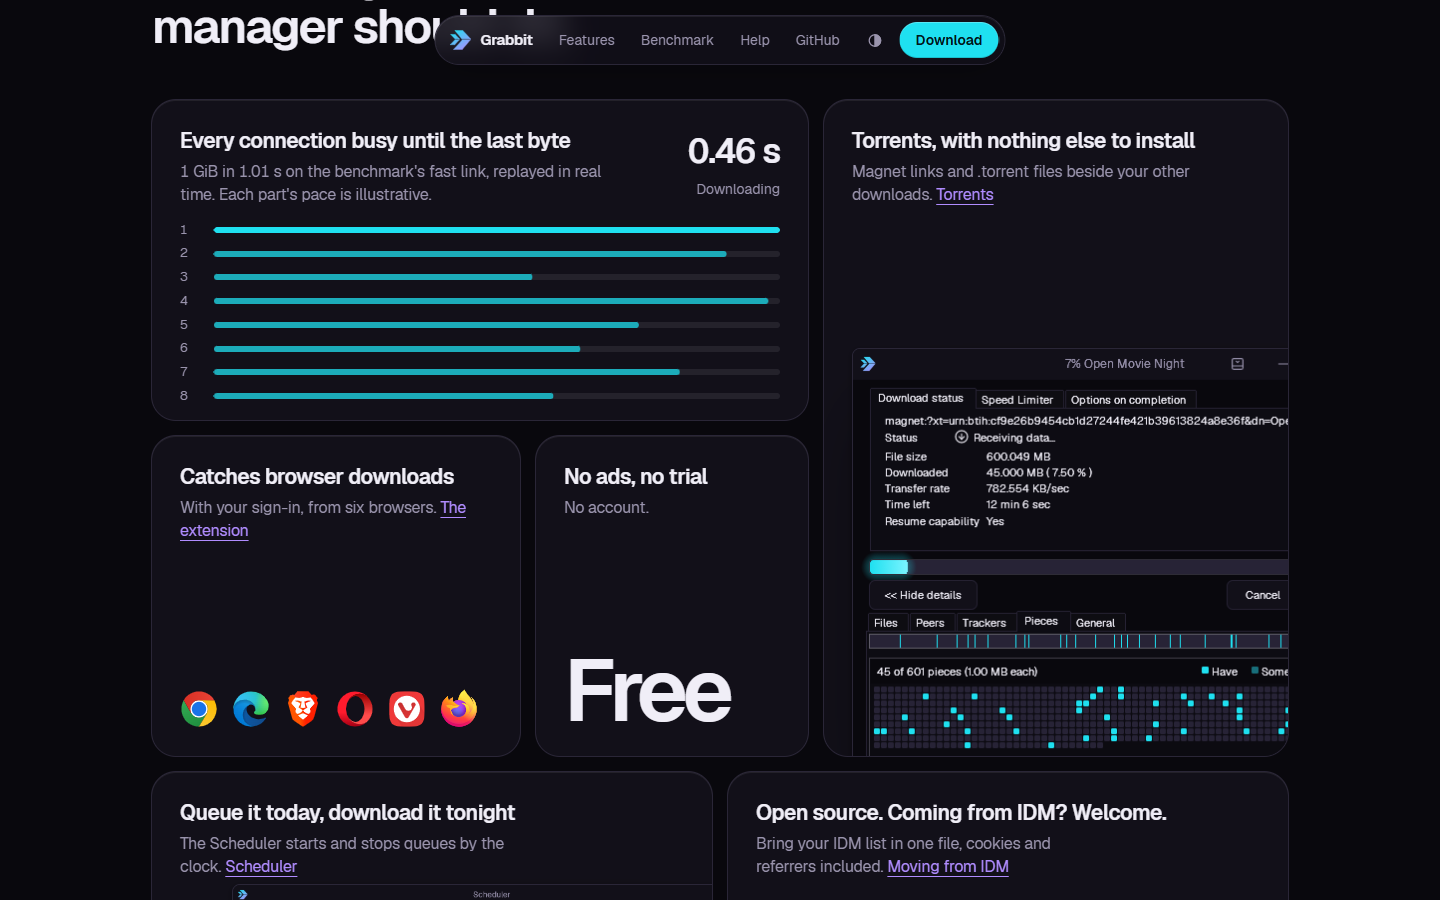 manager
Grabbit
Features
Benchmark
Help
GitHub
Download
Every connection busy until the last byte
1 GiB in 1.01 s on the benchmark's fast link, replayed in real
time. Each part's pace is illustrative.
0.46 s
Downloading
1
2
3
4
5
6
7
8
Torrents, with nothing else to install
Magnet links and .torrent files beside your other
downloads. Torrents
7% Open Movie Night
Download status
Speed Limiter
Options on completion
magnet:?xt=urn:btih:cf9e26b9454cb1d27244fe421b39613824a8e36f&dn=Ope
Status Receiving data...
File size 600.049 MB
Downloaded 45.000 MB ( 7.50 % )
Transfer rate 782.554 KB/sec
Time left 12 min 6 sec
Resume capability Yes
<< Hide details
Cancel
Files
Peers
Trackers
Pieces
General
45 of 601 pieces (1.00 MB each)
Have
Some
Catches browser downloads
With your sign-in, from six browsers. The
extension
No ads, no trial
No account.
Free
Queue it today, download it tonight
The Scheduler starts and stops queues by the
clock. Scheduler
Scheduler
Open source. Coming from IDM? Welcome.
Bring your IDM list in one file, cookies and
referrers included. Moving from IDM